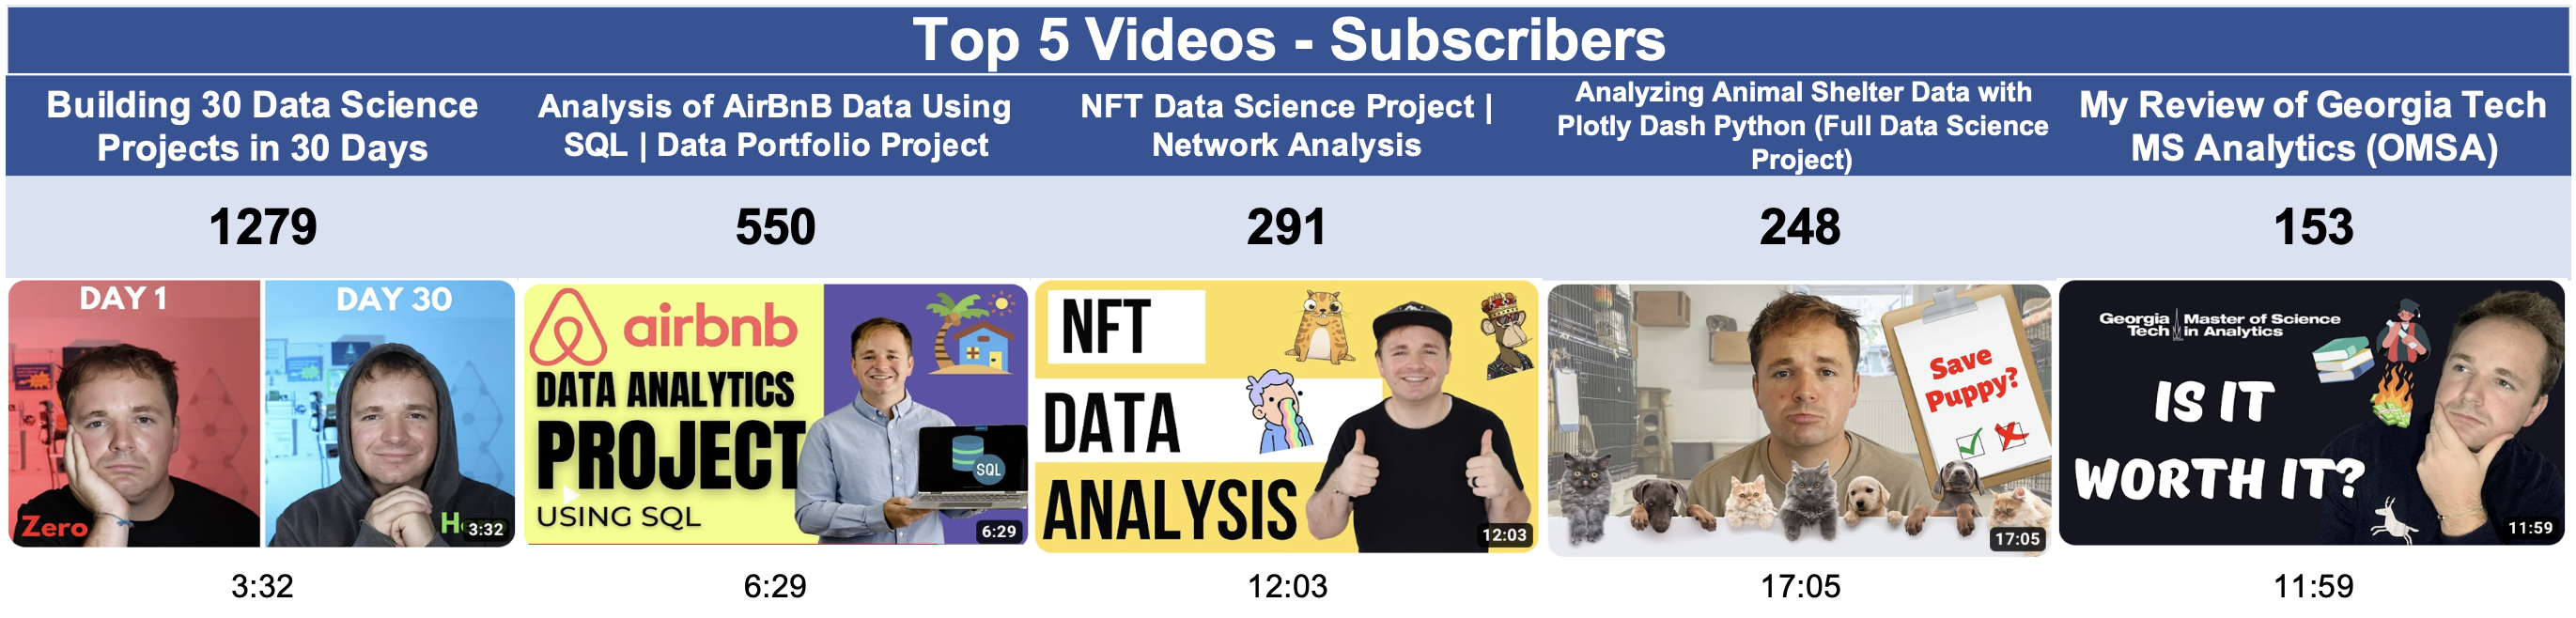 Top 5 Videos - Subscribers
Building 30 Data Science
Projects in 30 Days
Analysis of AirBnB Data Using
SQL | Data Portfolio Project
NFT Data Science Project |
Network Analysis
Analyzing Animal Shelter Data with
Plotly Dash Python (Full Data Science
Project)
My Review of Georgia Tech
MS Analytics (OMSA)
1279
550
291
248
153
DAY 1
DAY 30
Zero
3:32
airbnb
DATA ANALYTICS
PROJECT
USING SQL
SQL
6:29
NFT
DATA
ANALYSIS
12:03
Save
Puppy?
17:05
Georgia Tech
Master of Science in Analytics
IS IT
WORTH IT?
11:59
3:32
6:29
12:03
17:05
11:59